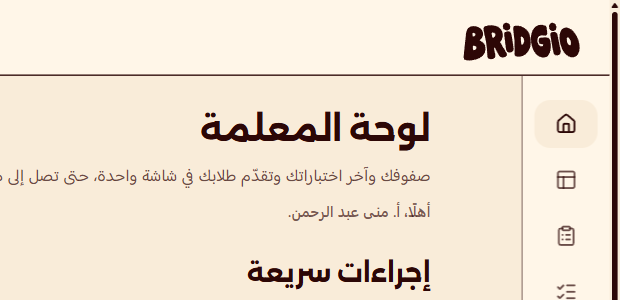 BRiDGiO
لوحة المعلمة
صفوفك وآخر اختباراتك وتقدّم طلابك في شاشة واحدة، حتى تصل إلى
أهلًا، أ. منى عبد الرحمن.
إجراءات سريعة